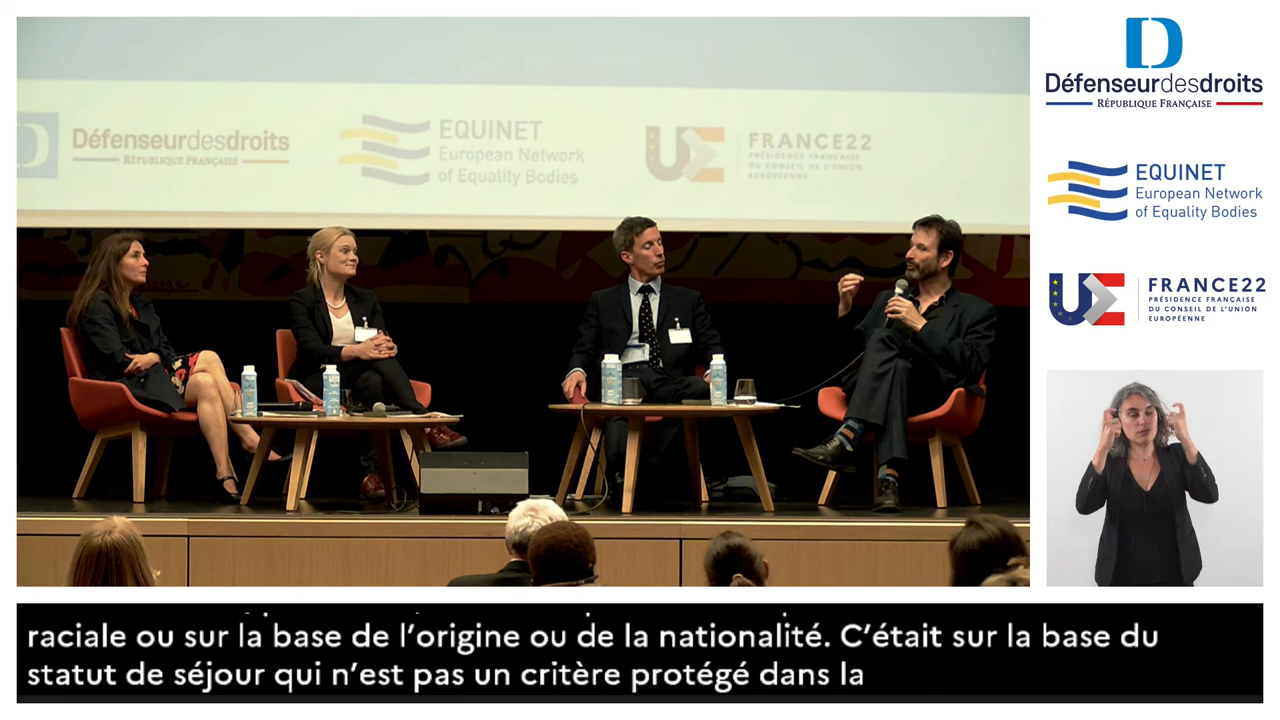 Défenseurdesdroits
RÉPUBLIQUE FRANÇAISE
EQUINET
European Network
of Equality Bodies
FRANCE22
PRÉSIDENCE FRANÇAISE
DU CONSEIL DE L'UNION
EUROPÉENNE
Défenseurdesdroits
RÉPUBLIQUE FRANÇAISE
EQUINET
European Network
of Equality Bodies
UE
FRANCE22
PRÉSIDENCE FRANÇAISE
DU CONSEIL DE L'UNION
EUROPÉENNE
raciale ou sur la base de l'origine ou de la nationalité. C'était sur la base du
statut de séjour qui n'est pas un critère protégé dans la